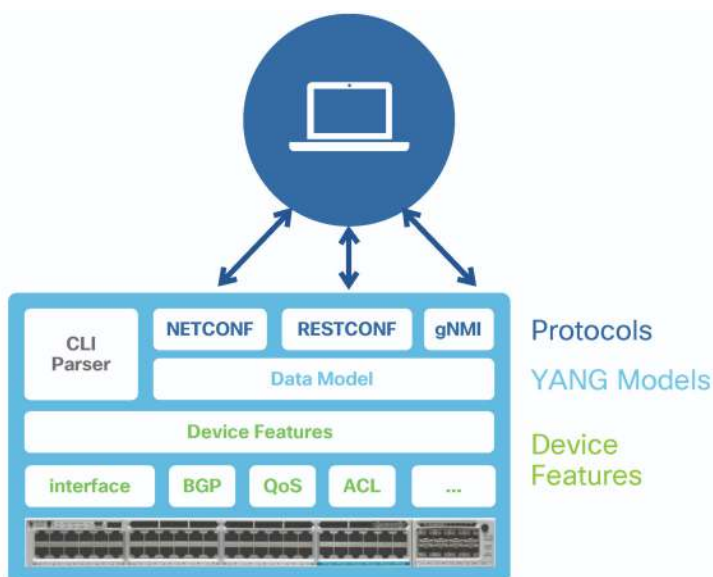 CLI
Parser
NETCONF
RESTCONF
gNMI
Protocols
Data Model
YANG Models
Device Features
Device
Features
interface
BGP
QoS
ACL
...